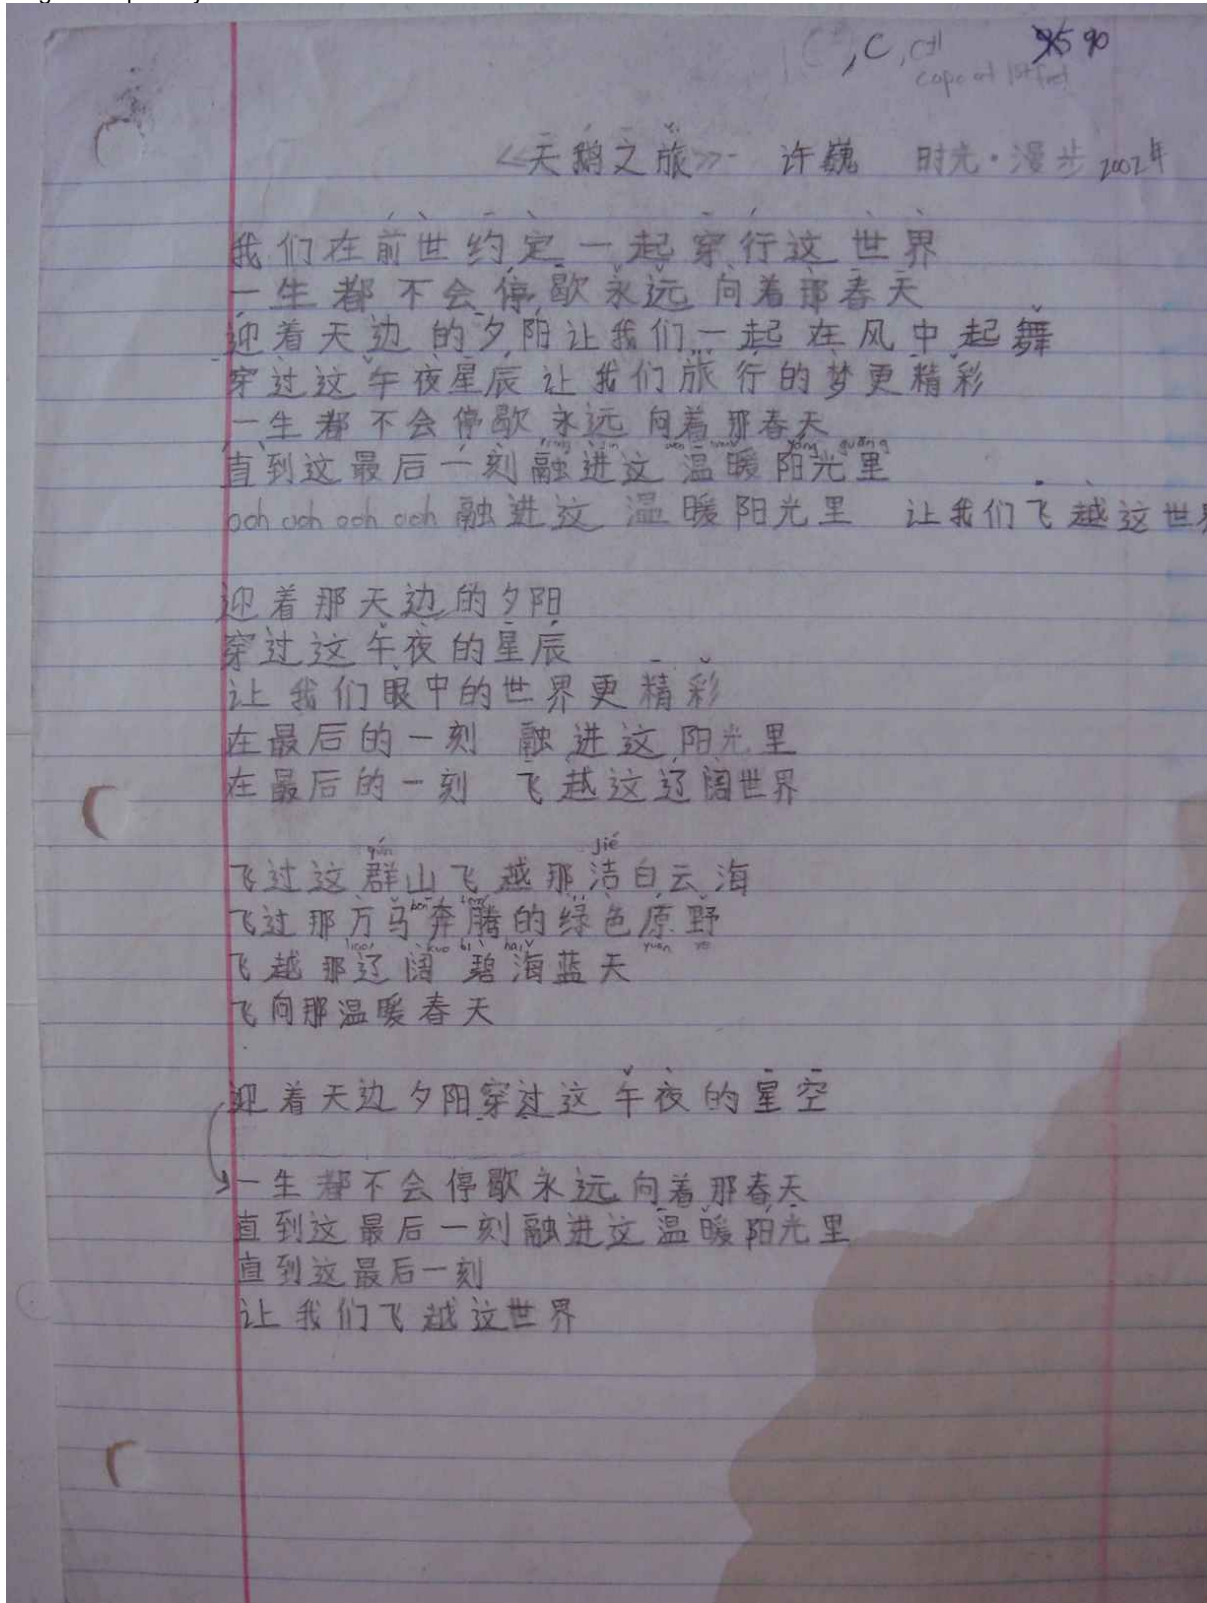 , C, C#
95 90
capo at 1st fret
《天鹅之旅》- 许巍 时光·漫步 2002年
我们在前世约定 一起穿行这世界
一生都不会停歇永远向着那春天
迎着天边的夕阳让我们一起在风中起舞
穿过这午夜星辰让我们旅行的梦更精彩
一生都不会停歇永远向着那春天
róng jìn wēn nuǎn yáng guāng
直到这最后一刻融进这温暖阳光里
ooh ooh ooh ooh 融进这温暖阳光里 让我们飞越这世界
迎着那天边的夕阳
穿过这午夜的星辰
让我们眼中的世界更精彩
在最后的一刻 融进这阳光里
在最后的一刻 飞越这辽阔世界
qún jié
飞过这群山飞越那洁白云海
飞过那万马奔腾的绿色原野
飞越那辽阔碧海蓝天
飞向那温暖春天
迎着天边夕阳穿过这午夜的星空
一生都不会停歇永远向着那春天
直到这最后一刻融进这温暖阳光里
直到这最后一刻
让我们飞越这世界